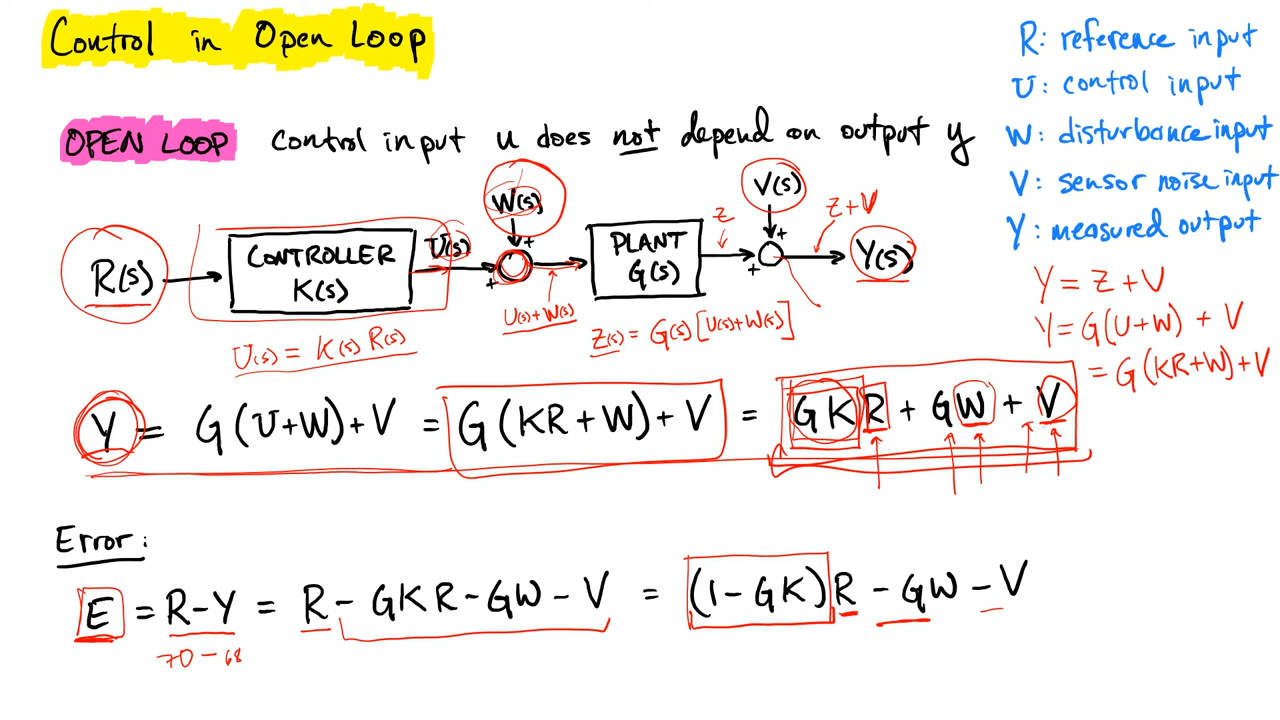 Control in Open Loop
R: reference input
U: control input
W: disturbance input
V: sensor noise input
Y: measured output
OPEN LOOP control input u does not depend on output y
R(s)
CONTROLLER
K(s)
U(s)
W(s)
+
+
U(s)+W(s)
PLANT
G(s)
Z
V(s)
+
+
Z+V
Y(s)
U(s) = K(s) R(s)
Z(s) = G(s) [U(s)+W(s)]
Y = Z + V
Y = G(U+W) + V
= G(KR+W)+V
Y = G(U+W)+V = G(KR+W)+V = GKR + GW + V
Error:
E = R-Y = R - GKR - GW - V = (1-GK)R - GW - V
70-68